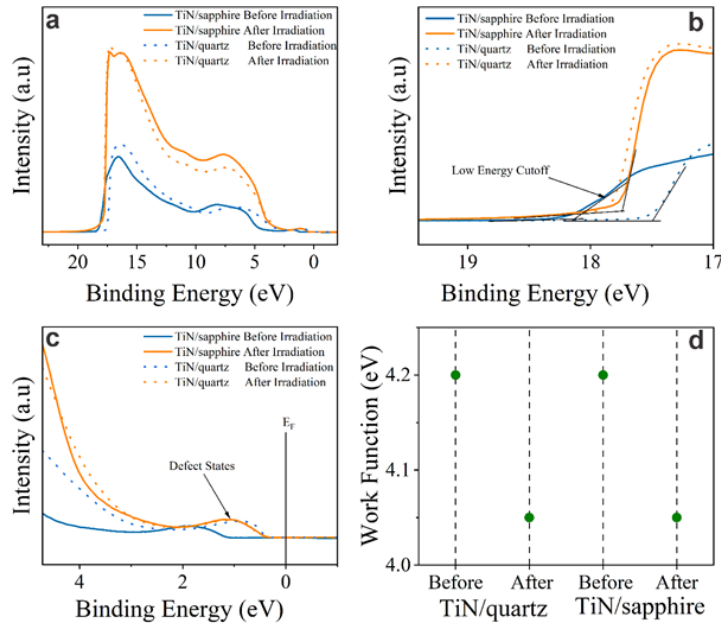 a
TiN/sapphire Before Irradiation
TiN/sapphire After Irradiation
TiN/quartz Before Irradiation
TiN/quartz After Irradiation
Intensity (a.u)
20 15 10 5 0
Binding Energy (eV)
b
TiN/sapphire Before Irradiation
TiN/sapphire After Irradiation
TiN/quartz Before Irradiation
TiN/quartz After Irradiation
Low Energy Cutoff
Intensity (a.u)
19 18 17
Binding Energy (eV)
c
TiN/sapphire Before Irradiation
TiN/sapphire After Irradiation
TiN/quartz Before Irradiation
TiN/quartz After Irradiation
EF
Defect States
Intensity (a.u)
4 2 0
Binding Energy (eV)
d
4.2
4.1
4.0
Work Function (eV)
Before After Before After
TiN/quartz TiN/sapphire